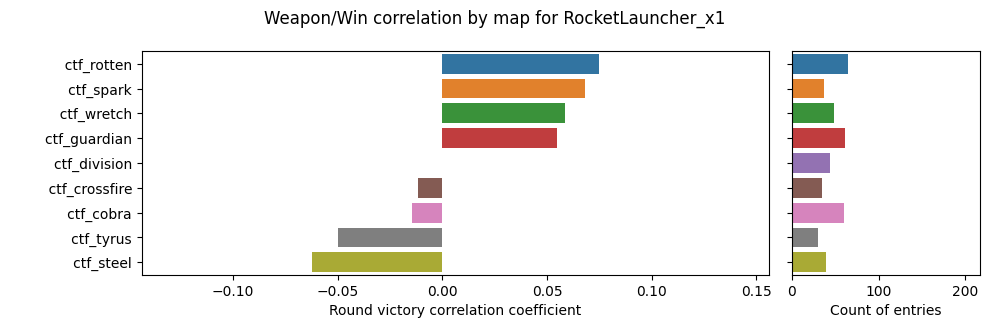 Weapon/Win correlation by map for RocketLauncher_x1
ctf_rotten
ctf_spark
ctf_wretch
ctf_guardian
ctf_division
ctf_crossfire
ctf_cobra
ctf_tyrus
ctf_steel
−0.10 −0.05 0.00 0.05 0.10 0.15
Round victory correlation coefficient
0 100 200
Count of entries